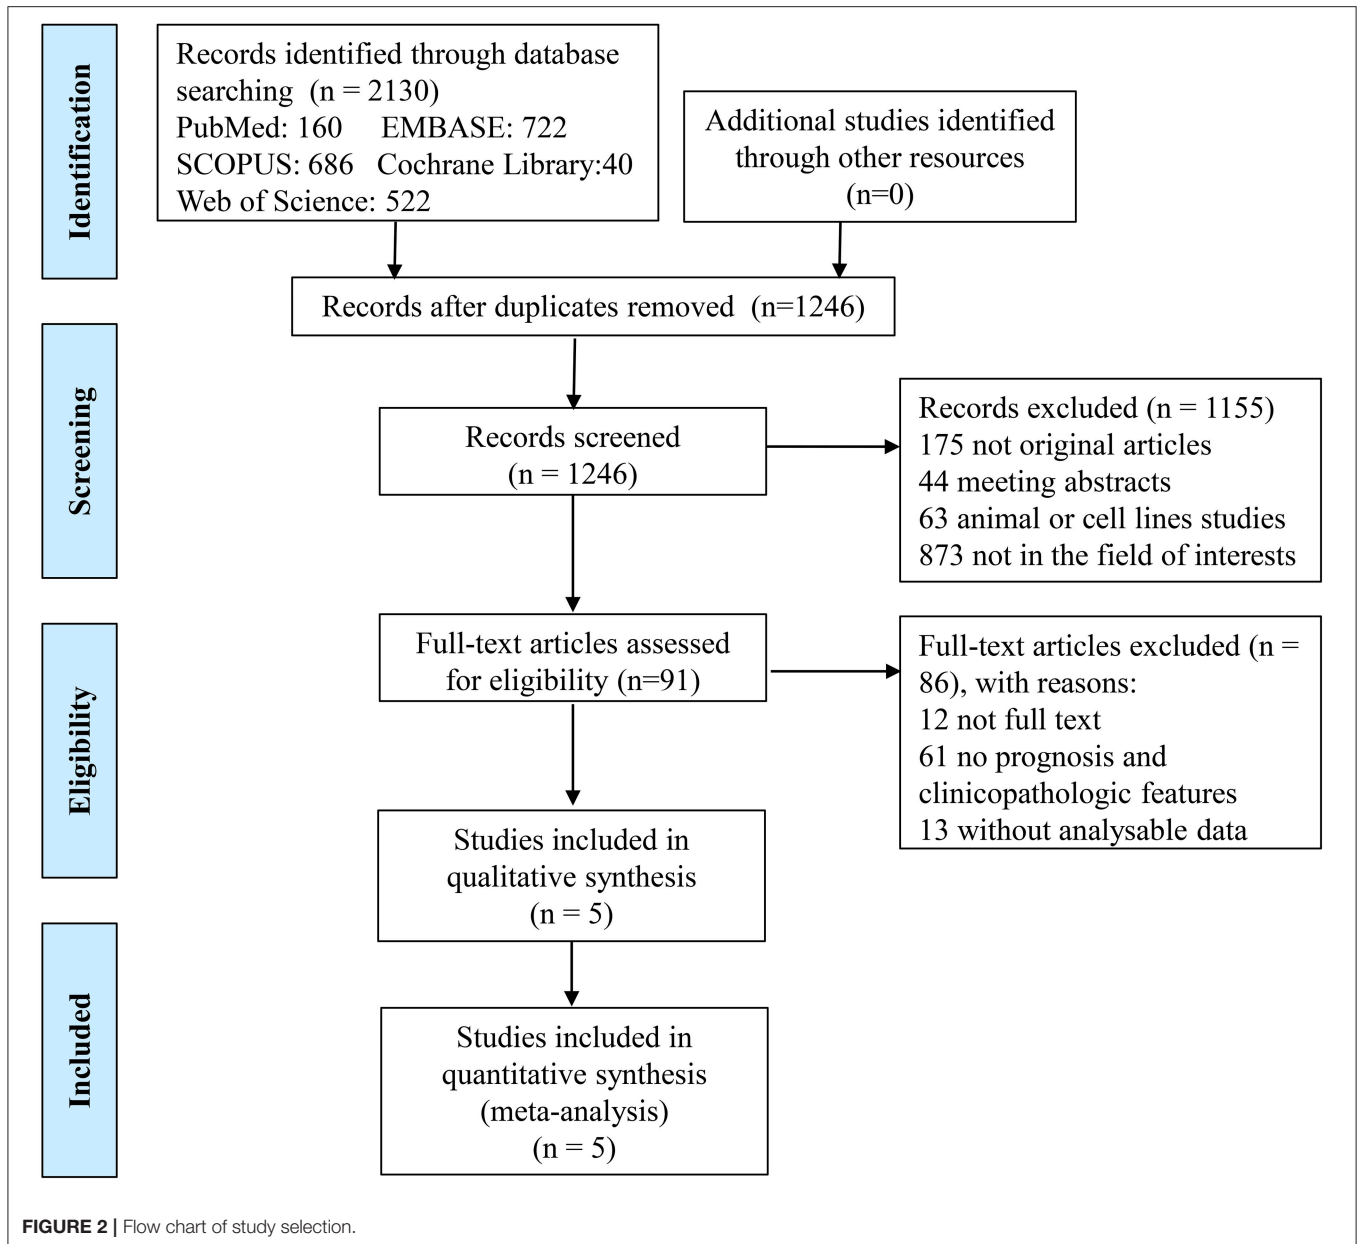 Identification
Records identified through database
searching (n = 2130)
PubMed: 160 EMBASE: 722
SCOPUS: 686 Cochrane Library:40
Web of Science: 522
Additional studies identified
through other resources
(n=0)
Records after duplicates removed (n=1246)
Screening
Records screened
(n = 1246)
Records excluded (n = 1155)
175 not original articles
44 meeting abstracts
63 animal or cell lines studies
873 not in the field of interests
Eligibility
Full-text articles assessed
for eligibility (n=91)
Full-text articles excluded (n =
86), with reasons:
12 not full text
61 no prognosis and
clinicopathologic features
13 without analysable data
Studies included in
qualitative synthesis
(n = 5)
Included
Studies included in
quantitative synthesis
(meta-analysis)
(n = 5)
FIGURE 2 | Flow chart of study selection.